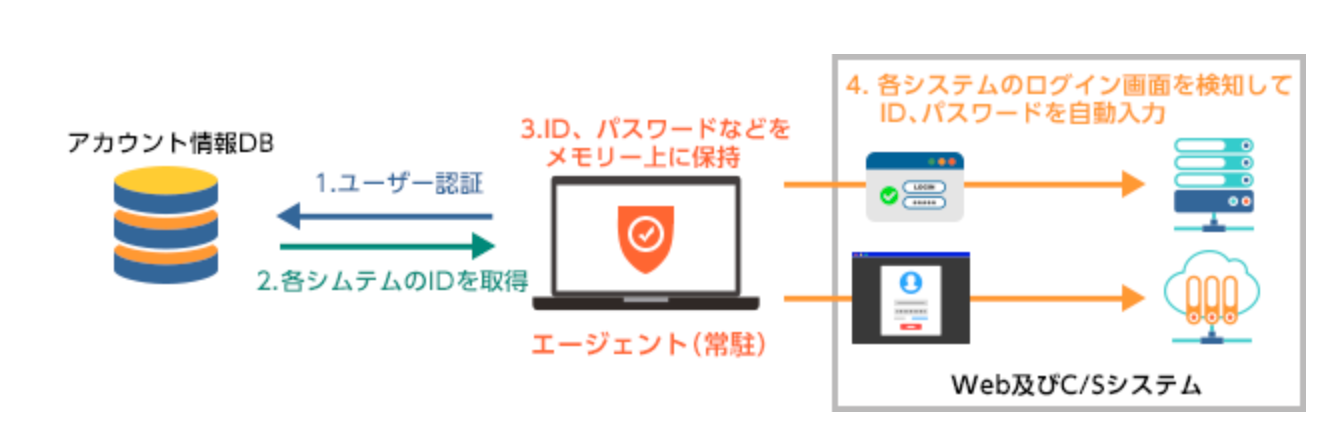 アカウント情報DB
1.ユーザー認証
2.各シムテムのIDを取得
3.ID、パスワードなどを
メモリー上に保持
エージェント(常駐)
4. 各システムのログイン画面を検知して
ID、パスワードを自動入力
LOGIN
Web及びC/Sシステム